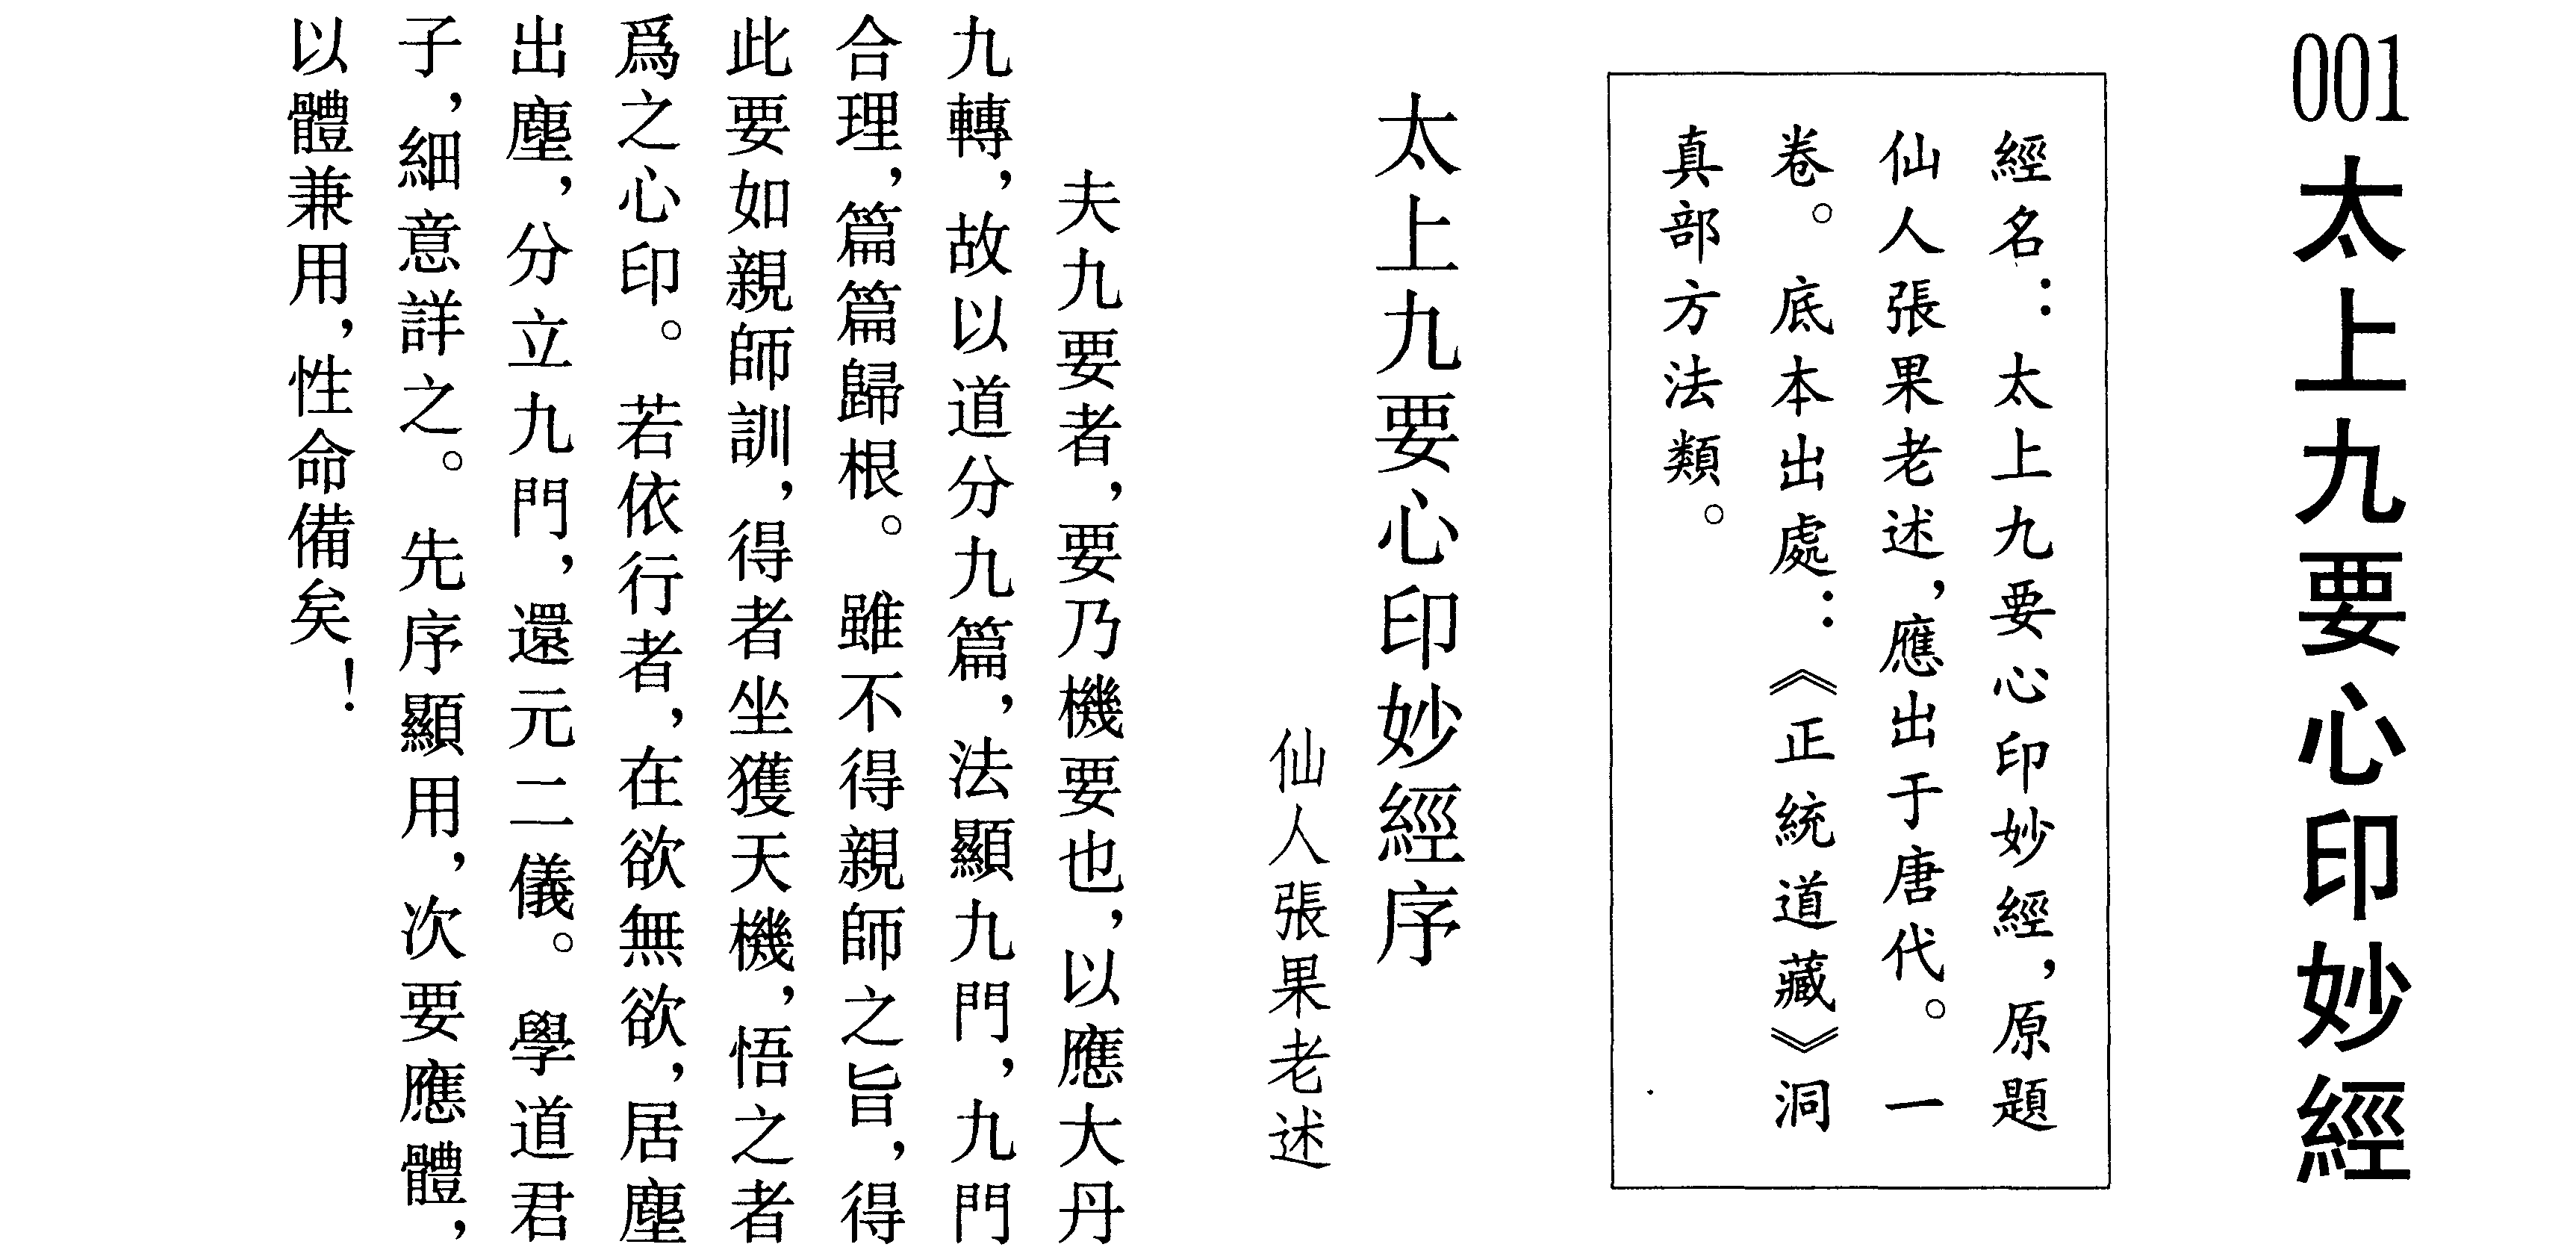 001太上九要心印妙經
經名：太上九要心印妙經，原題
仙人張果老述，應出于唐代。一
卷。底本出處：《正統道藏》洞
真部方法類。
太上九要心印妙經序
仙人張果老述
夫九要者，要乃機要也，以應大丹
九轉，故以道分九篇，法顯九門，九門
合理，篇篇歸根。雖不得親師之旨，得
此要如親師訓，得者坐獲天機，悟之者
爲之心印。若依行者，在欲無欲，居塵
出塵，分立九門，還元二儀。學道君
子，細意詳之。先序顯用，次要應體，
以體兼用，性命備矣！